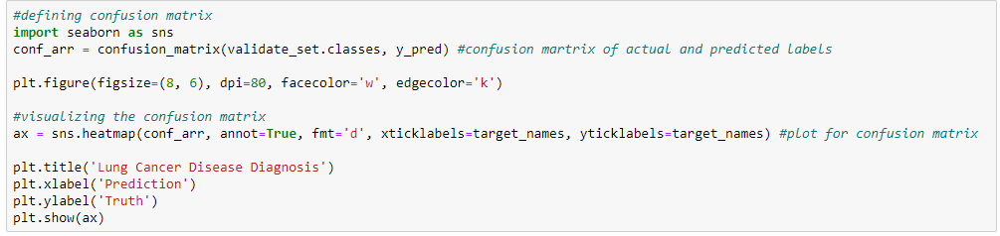 #defining confusion matrix
import seaborn as sns
conf_arr = confusion_matrix(validate_set.classes, y_pred) #confusion martrix of actual and predicted labels
plt.figure(figsize=(8, 6), dpi=80, facecolor='w', edgecolor='k')
#visualizing the confusion matrix
ax = sns.heatmap(conf_arr, annot=True, fmt='d', xticklabels=target_names, yticklabels=target_names) #plot for confusion matrix
plt.title('Lung Cancer Disease Diagnosis')
plt.xlabel('Prediction')
plt.ylabel('Truth')
plt.show(ax)